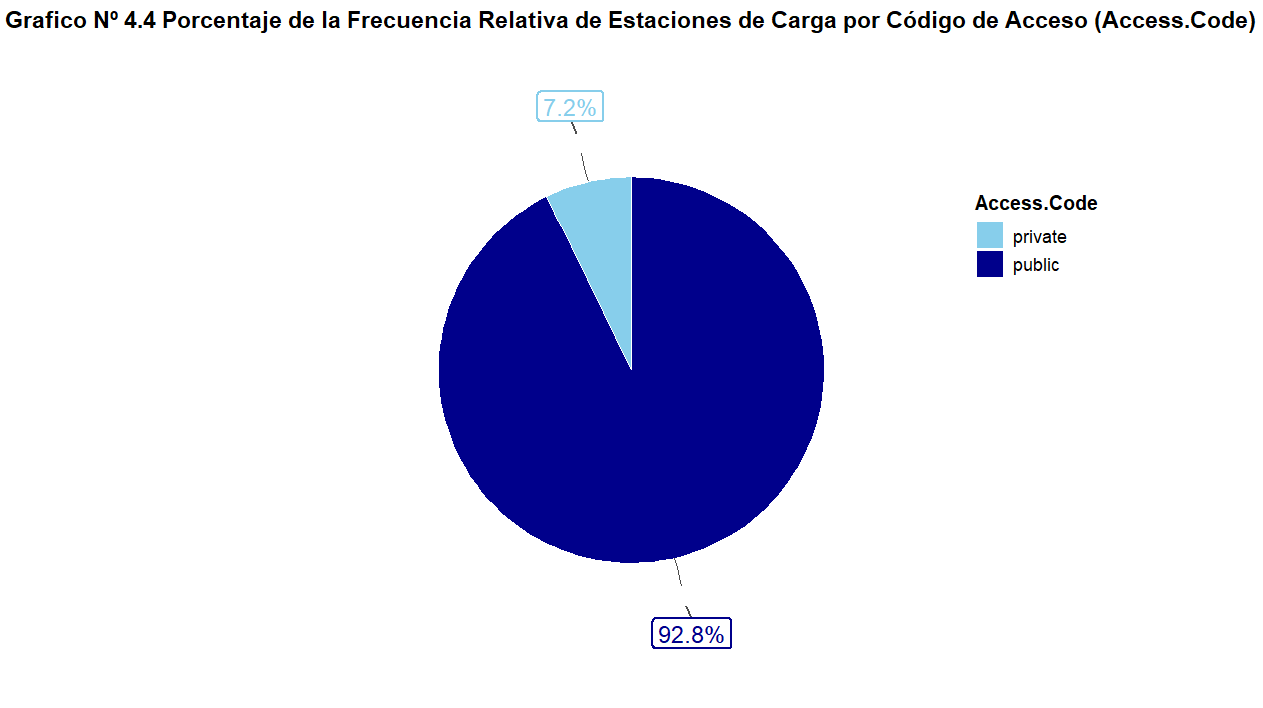 Grafico Nº 4.4 Porcentaje de la Frecuencia Relativa de Estaciones de Carga por Código de Acceso (Access.Code)
7.2%
Access.Code
private
public
92.8%